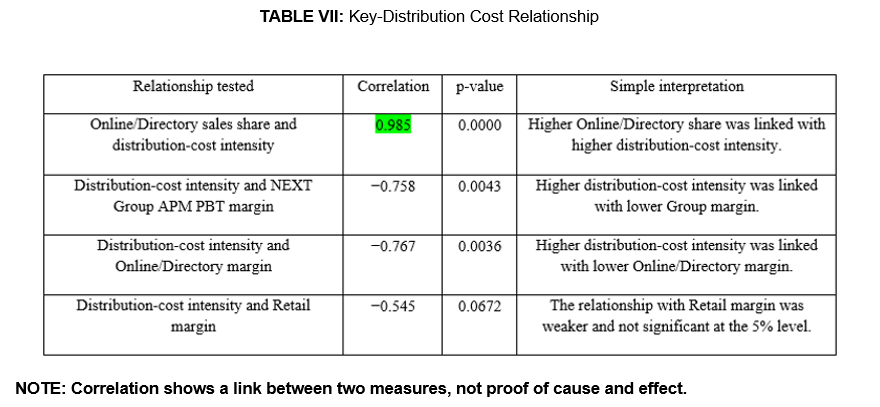 TABLE VII: Key-Distribution Cost Relationship
Relationship tested Correlation p-value Simple interpretation
Online/Directory sales share and 0.985 0.0000 Higher Online/Directory share was linked with
distribution-cost intensity higher distribution-cost intensity.
Distribution-cost intensity and NEXT −0.758 0.0043 Higher distribution-cost intensity was linked
Group APM PBT margin with lower Group margin.
Distribution-cost intensity and −0.767 0.0036 Higher distribution-cost intensity was linked
Online/Directory margin with lower Online/Directory margin.
Distribution-cost intensity and Retail −0.545 0.0672 The relationship with Retail margin was
margin weaker and not significant at the 5% level.
NOTE: Correlation shows a link between two measures, not proof of cause and effect.